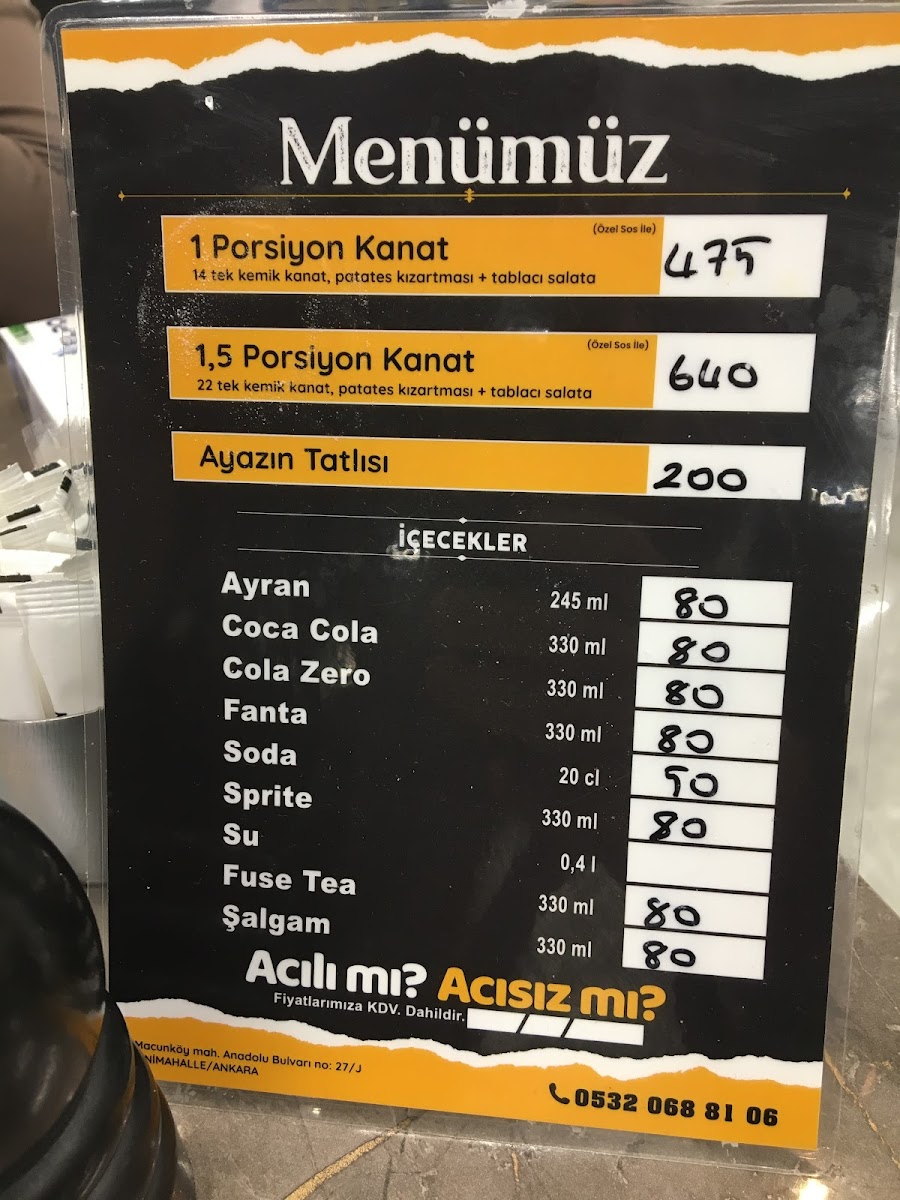 Menümüz
1 Porsiyon Kanat (Özel Sos İle) 475
14 tek kemik kanat, patates kızartması + tablacı salata
1,5 Porsiyon Kanat (Özel Sos İle) 640
22 tek kemik kanat, patates kızartması + tablacı salata
Ayazın Tatlısı 200
İÇECEKLER
Ayran 245 ml 80
Coca Cola 330 ml 80
Cola Zero 330 ml 80
Fanta 330 ml 80
Soda 20 cl 50
Sprite 330 ml 80
Su 0,4 l
Fuse Tea 330 ml 80
Şalgam 330 ml 80
Acılı mı? Acısız mı?
Fiyatlarımıza KDV. Dahildir. / /
Macunköy mah. Anadolu Bulvarı no: 27/J
NİMAHALLE/ANKARA
0532 068 81 06